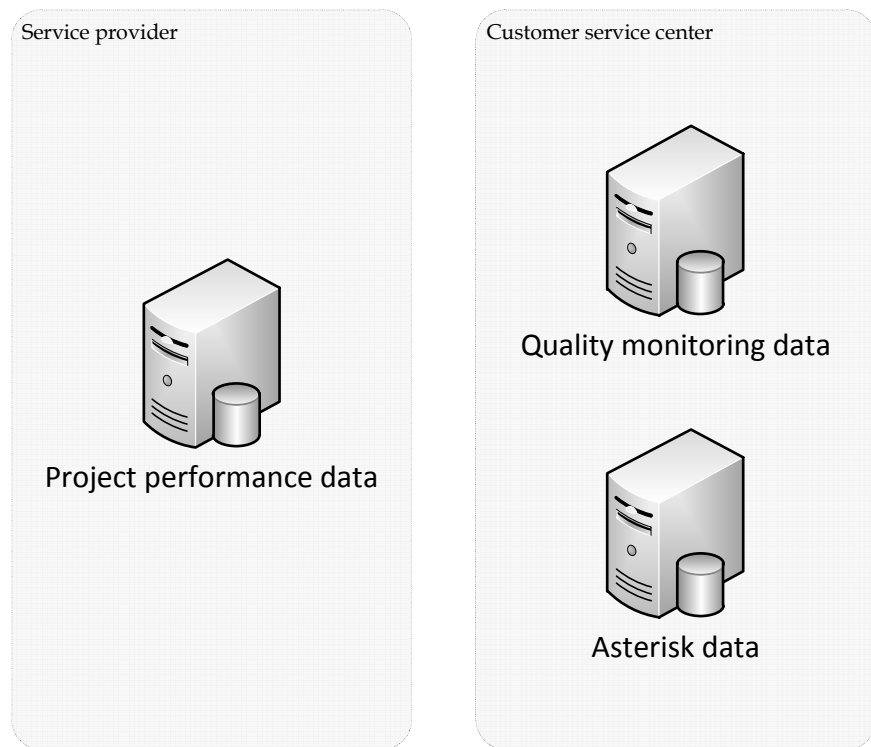 Service provider
Project performance data
Customer service center
Quality monitoring data
Asterisk data